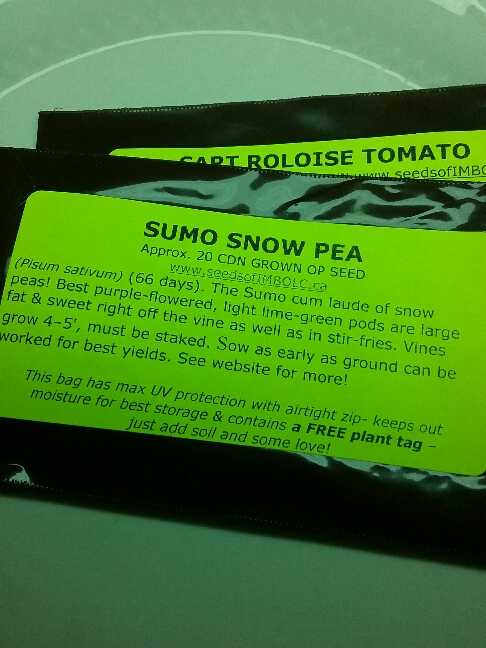 CART ROLOISE TOMATO
www.seedsofIMBO
SUMO SNOW PEA
Approx. 20 CDN GROWN OP SEED
www.seedsofIMBOLC.ca
(Pisum sativum) (66 days). The Sumo cum laude of snow
peas! Best purple-flowered, light lime-green pods are large
fat & sweet right off the vine as well as in stir-fries. Vines
grow 4–5', must be staked. Sow as early as ground can be
worked for best yields. See website for more!
This bag has max UV protection with airtight zip- keeps out
moisture for best storage & contains a FREE plant tag –
just add soil and some love!